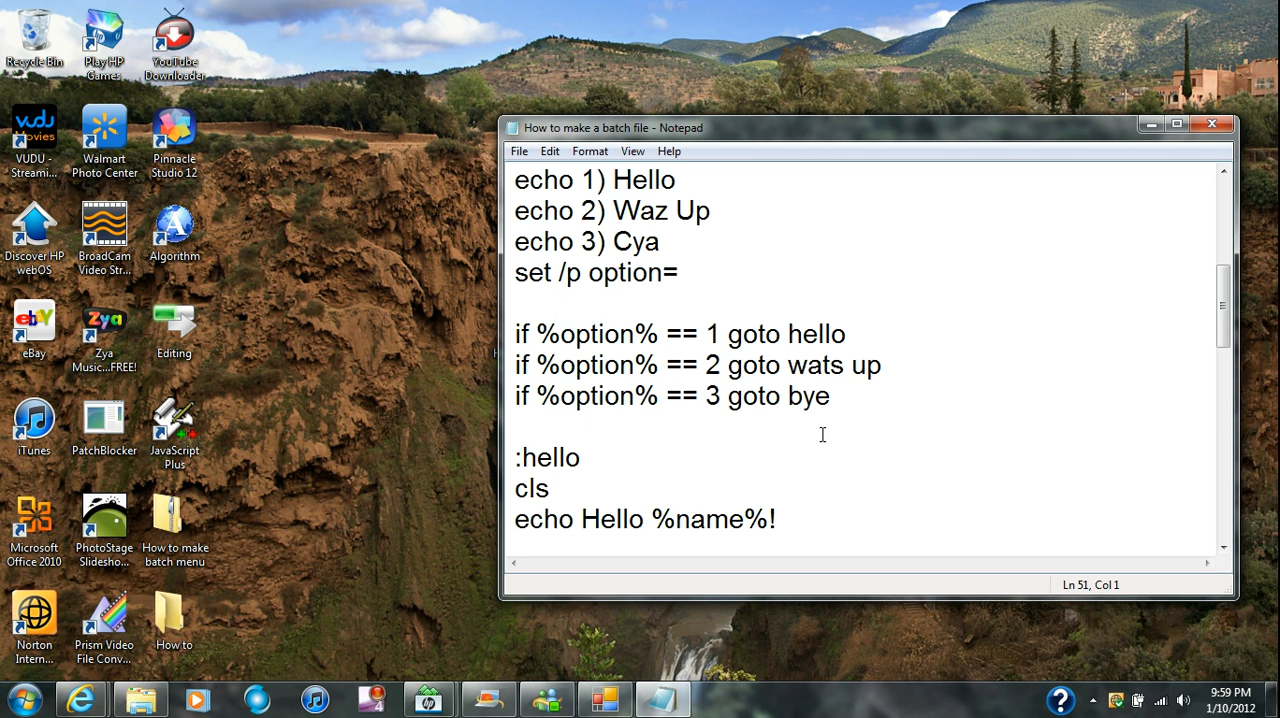 Recycle Bin
Play HP Games
YouTube Downloader
vudu
Movies
VUDU - Streami...
Walmart Photo Center
Pinnacle Studio 12
Discover HP webOS
BroadCam Video Str...
Algorithm
ebY
eBay
Zya
Zya Music...FREE!
Editing
iTunes
PatchBlocker
JavaScript Plus
Microsoft Office 2010
PhotoStage Slidesho...
How to make batch menu
Norton Intern...
Prism Video File Conv...
How to
How to make a batch file - Notepad
File Edit Format View Help
echo 1) Hello
echo 2) Waz Up
echo 3) Cya
set /p option=
if %option% == 1 goto hello
if %option% == 2 goto wats up
if %option% == 3 goto bye
:hello
cls
echo Hello %name%!
Ln 51, Col 1
9:59 PM
1/10/2012